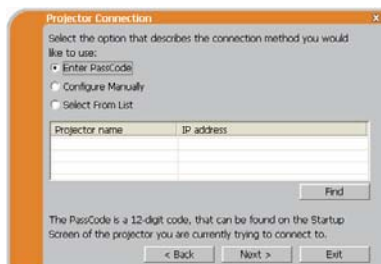 Projector Connection
Select the option that describes the connection method you would
like to use:
Enter PassCode
Configure Manually
Select From List
Projector name IP address
Find
The PassCode is a 12-digit code, that can be found on the Startup
Screen of the projector you are currently trying to connect to.
< Back Next > Exit